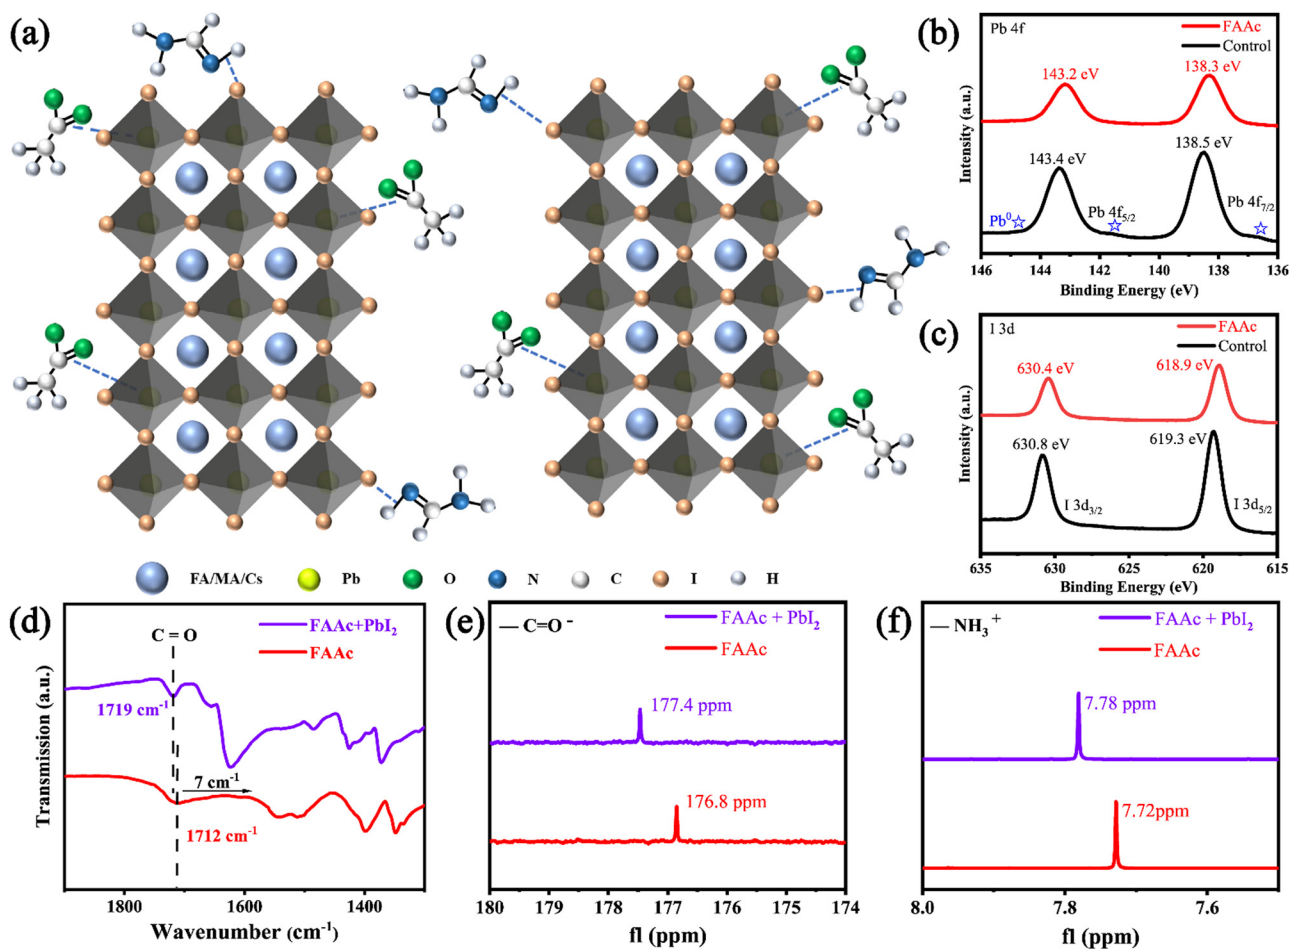 (a)
FA/MA/Cs Pb O N C I H
(b)
Pb 4f
FAAc
Control
143.2 eV
138.3 eV
143.4 eV
138.5 eV
Pb⁰☆
Pb 4f₅/₂
☆
Pb 4f₇/₂
☆
Intensity (a.u.)
146 144 142 140 138 136
Binding Energy (eV)
(c)
I 3d
FAAc
Control
630.4 eV
618.9 eV
630.8 eV
619.3 eV
I 3d₃/₂
I 3d₅/₂
Intensity (a.u.)
635 630 625 620 615
Binding Energy (eV)
(d)
C = O
FAAc+PbI₂
FAAc
1719 cm⁻¹
7 cm⁻¹
1712 cm⁻¹
Transmission (a.u.)
1800 1600 1400
Wavenumber (cm⁻¹)
(e)
— C=O ⁻
FAAc + PbI₂
FAAc
177.4 ppm
176.8 ppm
180 179 178 177 176 175 174
fl (ppm)
(f)
— NH₃⁺
FAAc + PbI₂
FAAc
7.78 ppm
7.72ppm
8.0 7.8 7.6
fl (ppm)